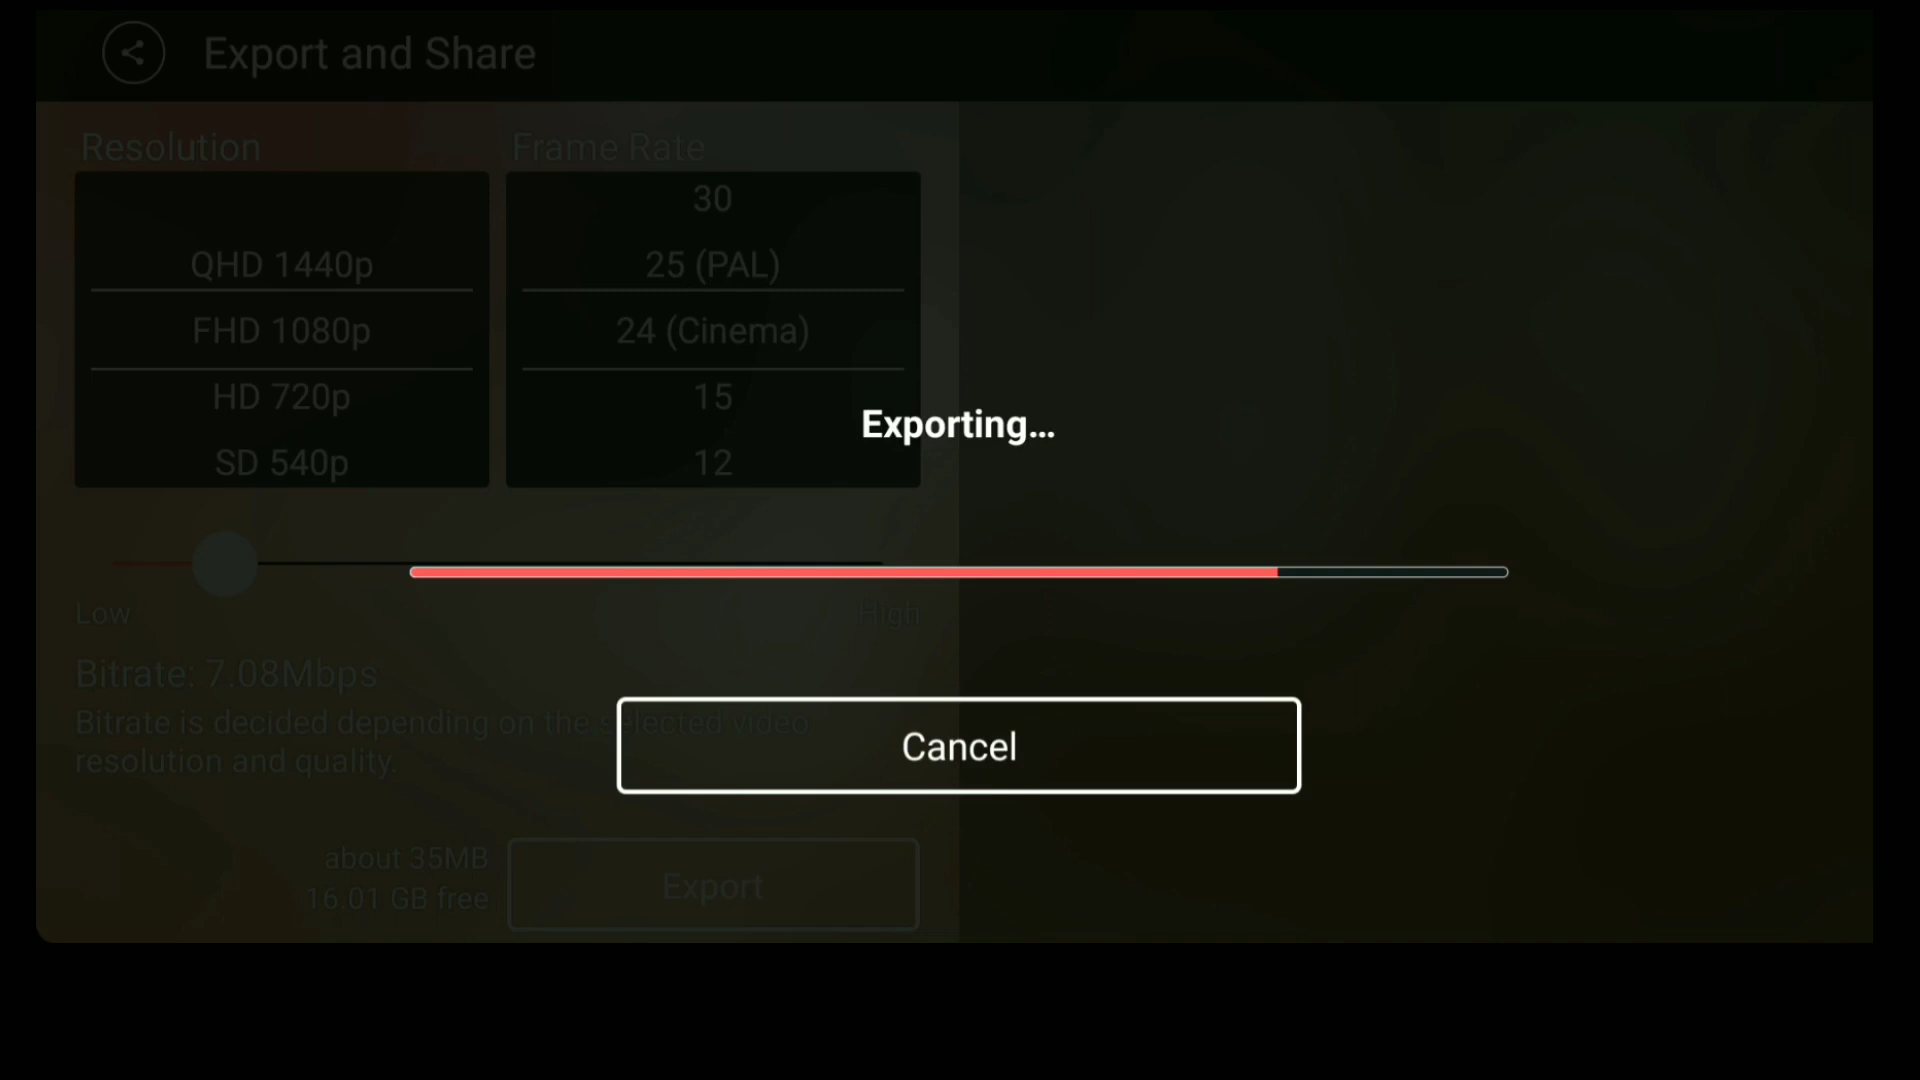 Export and Share
Resolution
Frame Rate
QHD 1440p
FHD 1080p
HD 720p
SD 540p
30
25 (PAL)
24 (Cinema)
15
12
Exporting...
Low
High
Bitrate: 7.08Mbps
Bitrate is decided depending on the selected video
resolution and quality.
Cancel
about 35MB
16.01 GB free
Export